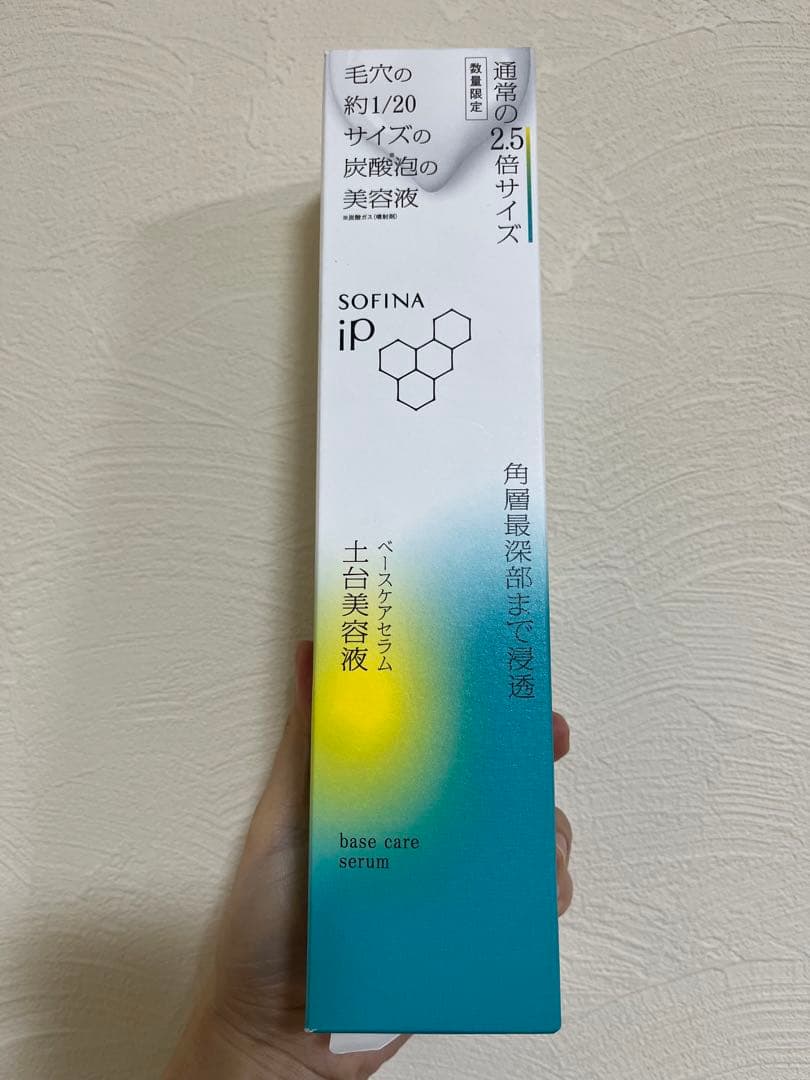 毛穴の
約1/20
サイズの
炭酸泡の
美容液
※炭酸ガス(噴射剤)
数量限定
通常の2.5倍サイズ
SOFINA
iP
角層最深部まで浸透
ベースケアセラム
土台美容液
base care
serum